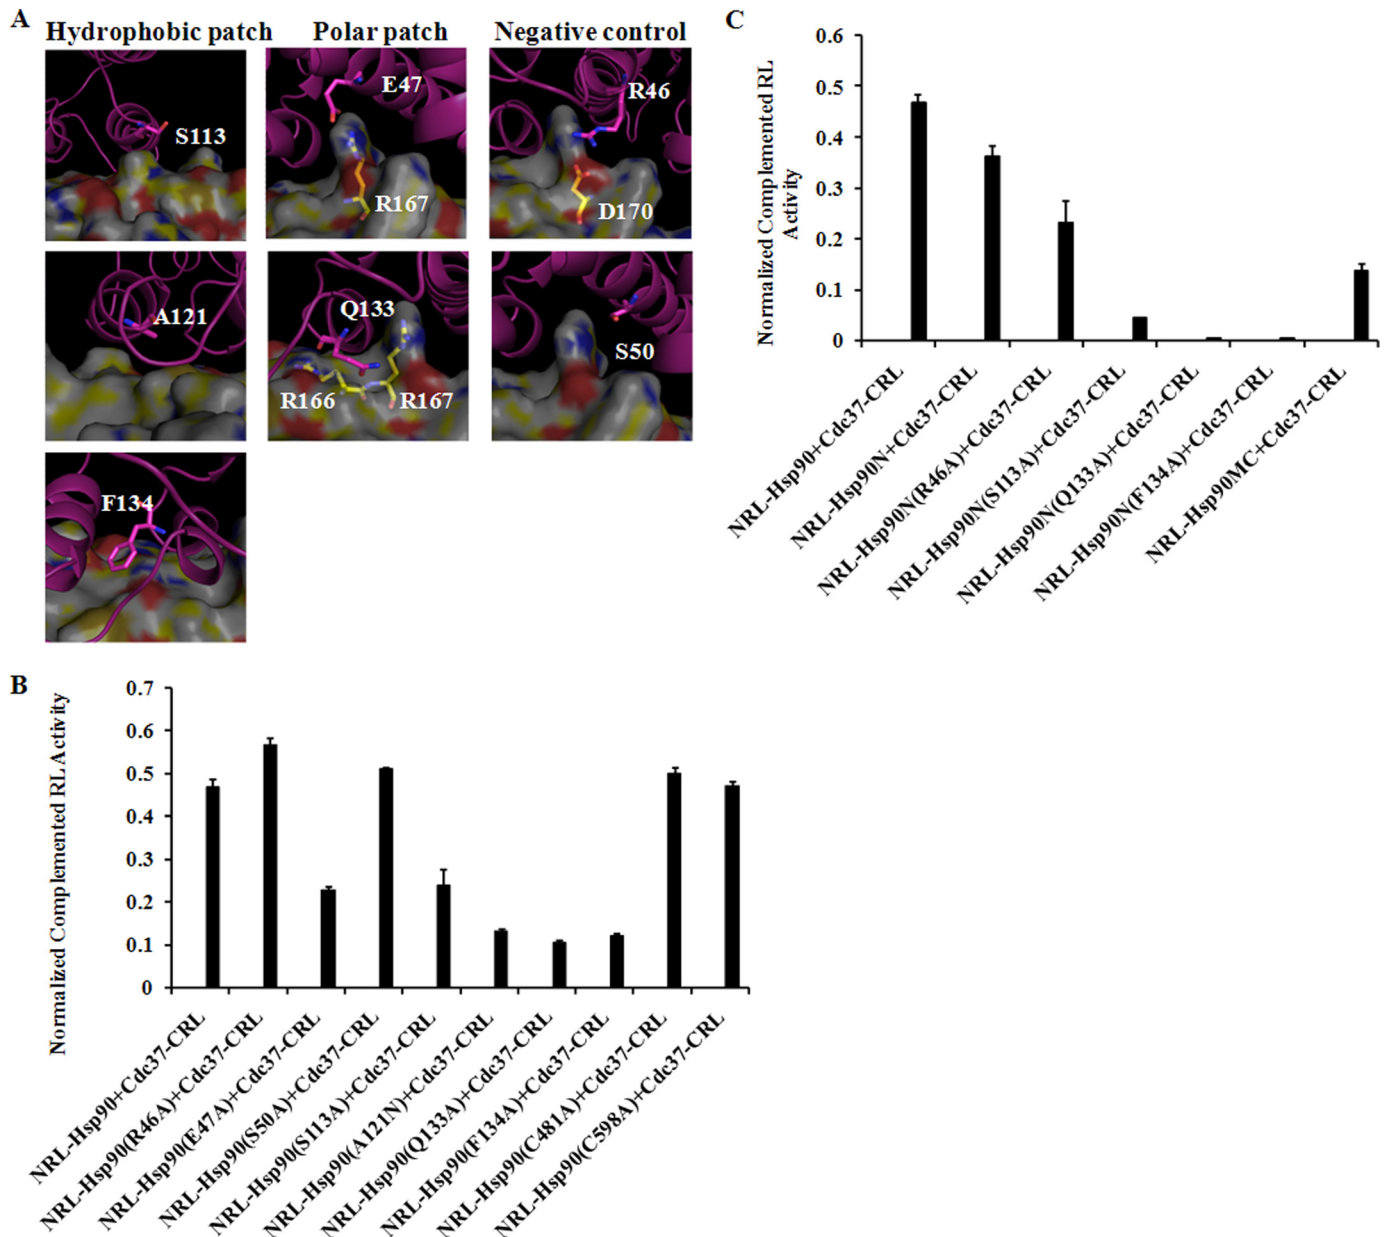 A
Hydrophobic patch
Polar patch
Negative control
S113
E47
R167
R46
D170
A121
Q133
R166
R167
S50
F134
B
Normalized Complemented RL Activity
0.7
0.6
0.5
0.4
0.3
0.2
0.1
0
NRL-Hsp90+Cdc37-CRL
NRL-Hsp90(R46A)+Cdc37-CRL
NRL-Hsp90(E47A)+Cdc37-CRL
NRL-Hsp90(S50A)+Cdc37-CRL
NRL-Hsp90(S113A)+Cdc37-CRL
NRL-Hsp90(A121N)+Cdc37-CRL
NRL-Hsp90(Q133A)+Cdc37-CRL
NRL-Hsp90(F134A)+Cdc37-CRL
NRL-Hsp90(C481A)+Cdc37-CRL
NRL-Hsp90(C598A)+Cdc37-CRL
C
Normalized Complemented RL
Activity
0.6
0.5
0.4
0.3
0.2
0.1
0
NRL-Hsp90+Cdc37-CRL
NRL-Hsp90N+Cdc37-CRL
NRL-Hsp90N(R46A)+Cdc37-CRL
NRL-Hsp90N(S113A)+Cdc37-CRL
NRL-Hsp90N(Q133A)+Cdc37-CRL
NRL-Hsp90N(F134A)+Cdc37-CRL
NRL-Hsp90MC+Cdc37-CRL